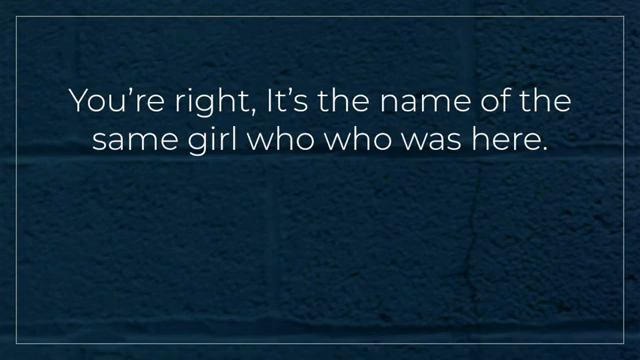 You’re right, It’s the name of the
same girl who who was here.